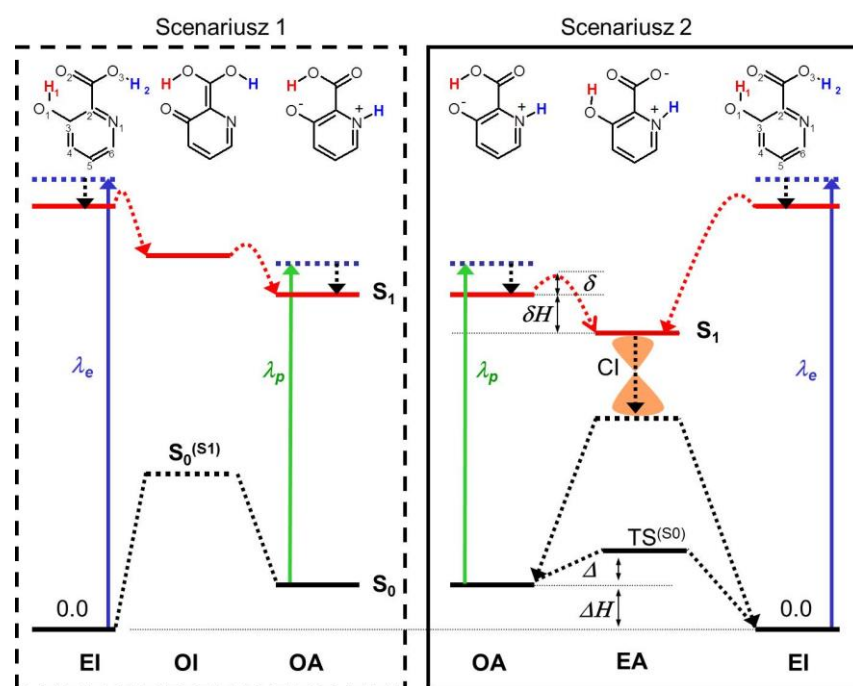 Scenariusz 1
Scenariusz 2
O₂ O₃ H₂ H₁ O₁ 2 N₁ 3 4 5 6
H O O H O N
H O O O⁻ N⁺ H
H O O O⁻ N⁺ H
O O⁻ H O N⁺ H
O₂ O₃ H₂ H₁ O₁ 2 N₁ 3 4 5 6
S₁
δ
δH
S₁
CI
λₑ
λₚ
λₚ
λₑ
S₀⁽ˢ¹⁾
TS⁽ˢ⁰⁾
0.0
S₀
Δ
ΔH
0.0
EI OI OA
OA EA EI